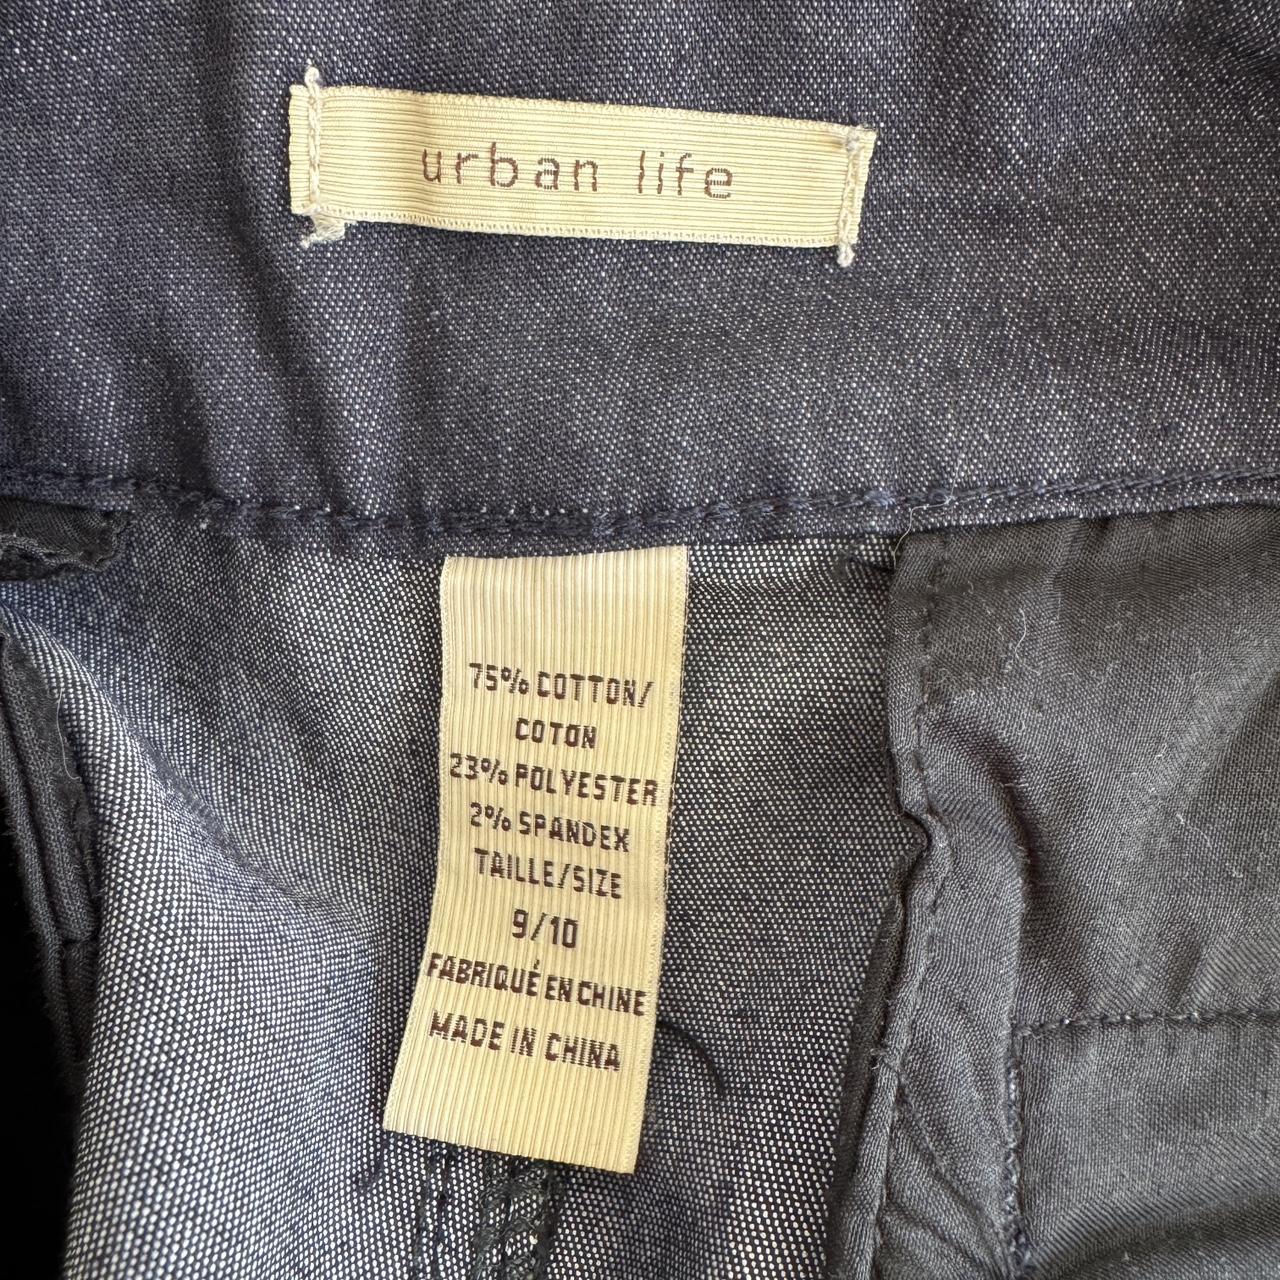 urban life
75% COTTON/
COTON
23% POLYESTER
2% SPANDEX
TAILLE/SIZE
9/10
FABRIQUÉ EN CHINE
MADE IN CHINA